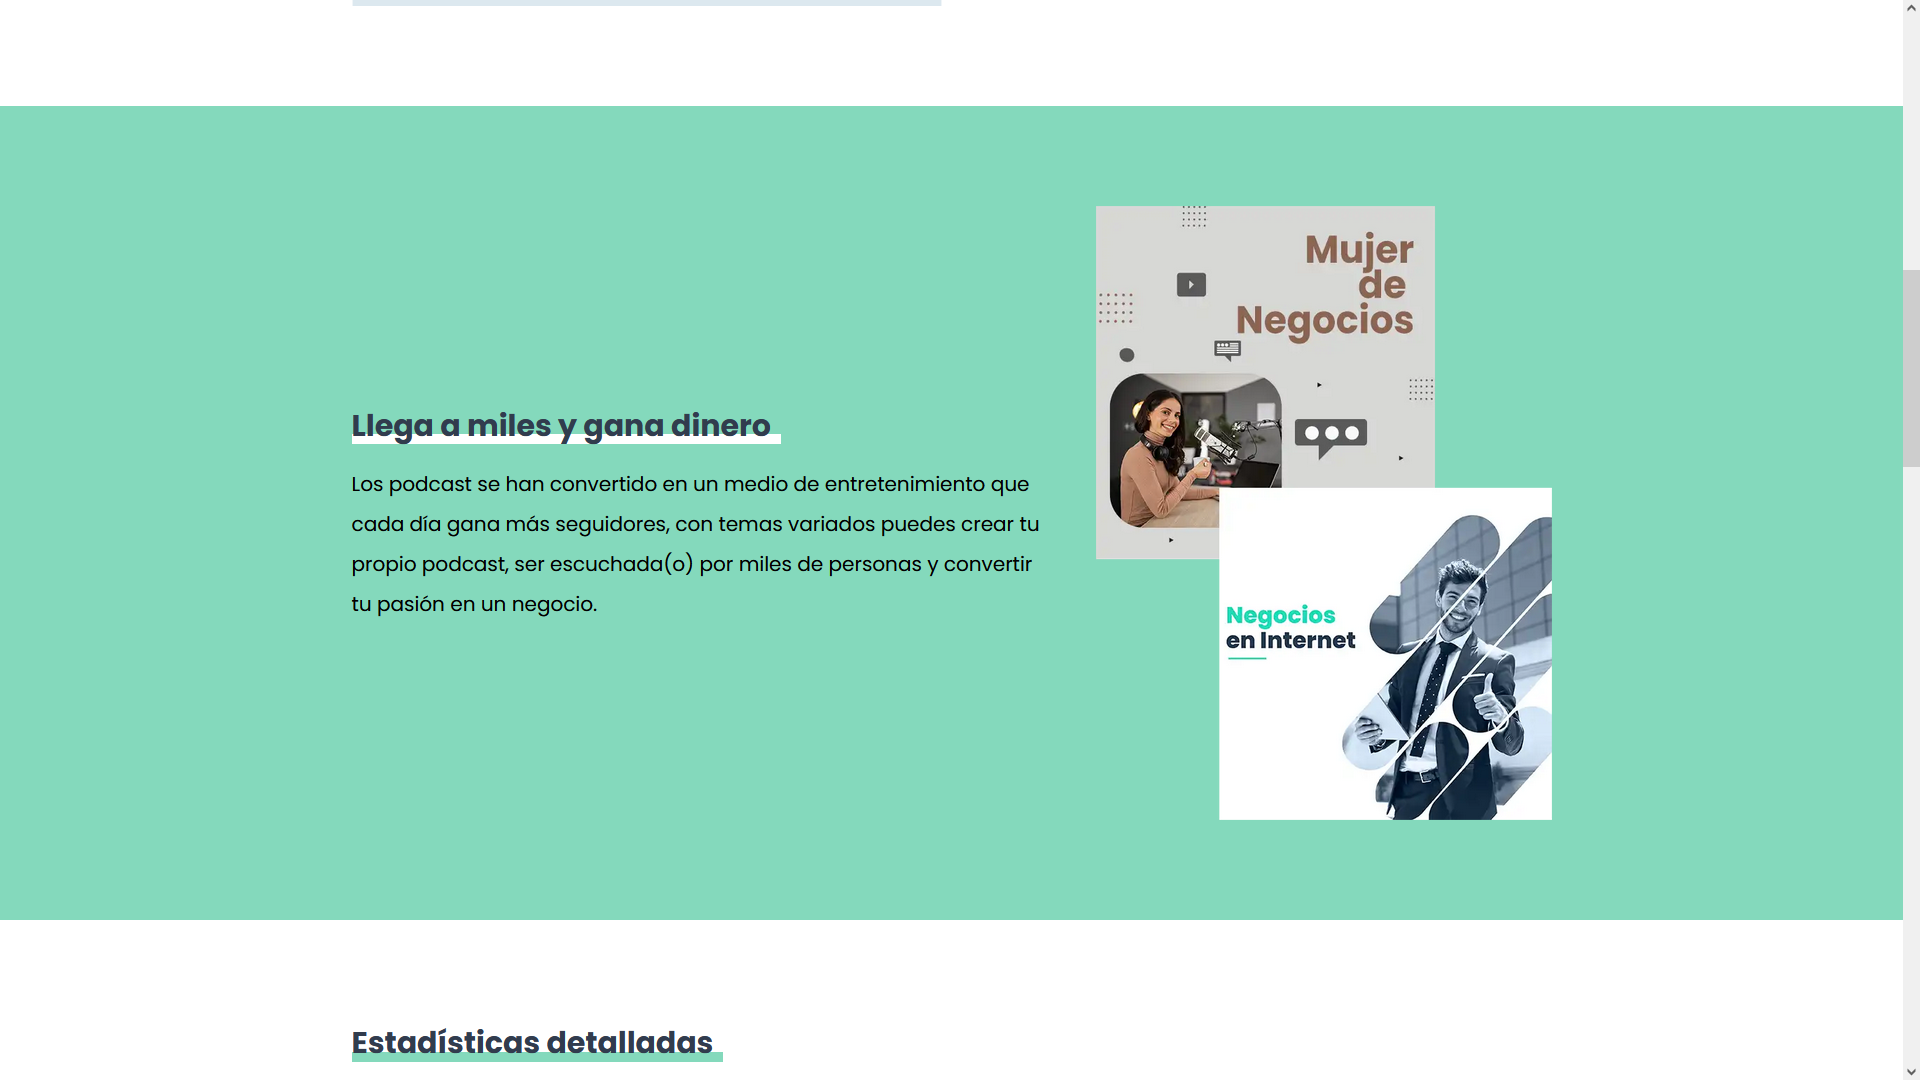 Llega a miles y gana dinero
Los podcast se han convertido en un medio de entretenimiento que
cada día gana más seguidores, con temas variados puedes crear tu
propio podcast, ser escuchada(o) por miles de personas y convertir
tu pasión en un negocio.
Mujer
de
Negocios
Negocios
en Internet
Estadísticas detalladas